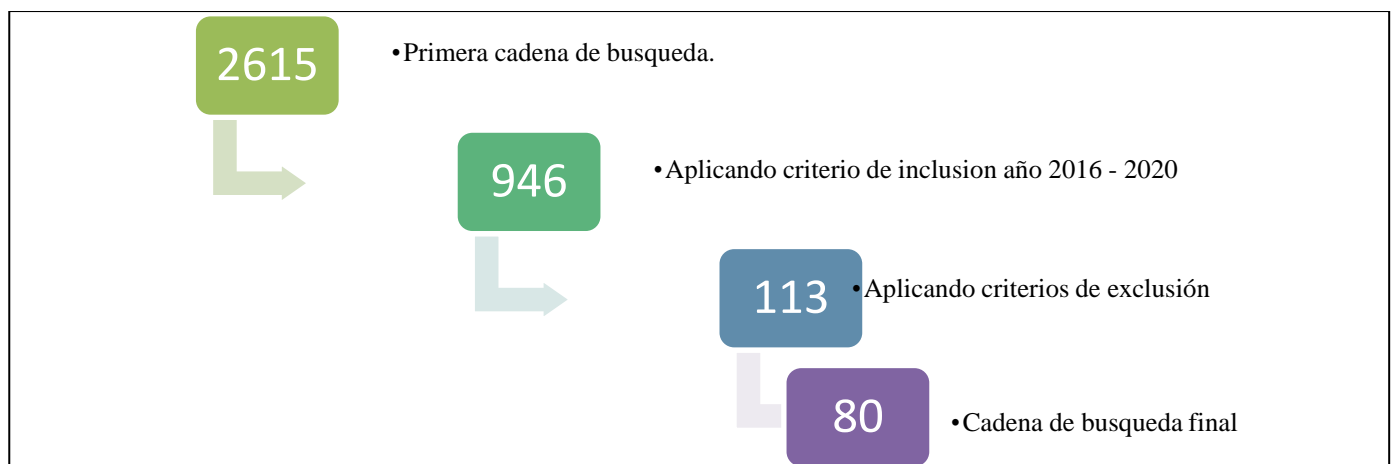 2615
•Primera cadena de busqueda.
946
•Aplicando criterio de inclusion año 2016 - 2020
113
•Aplicando criterios de exclusión
80
•Cadena de busqueda final